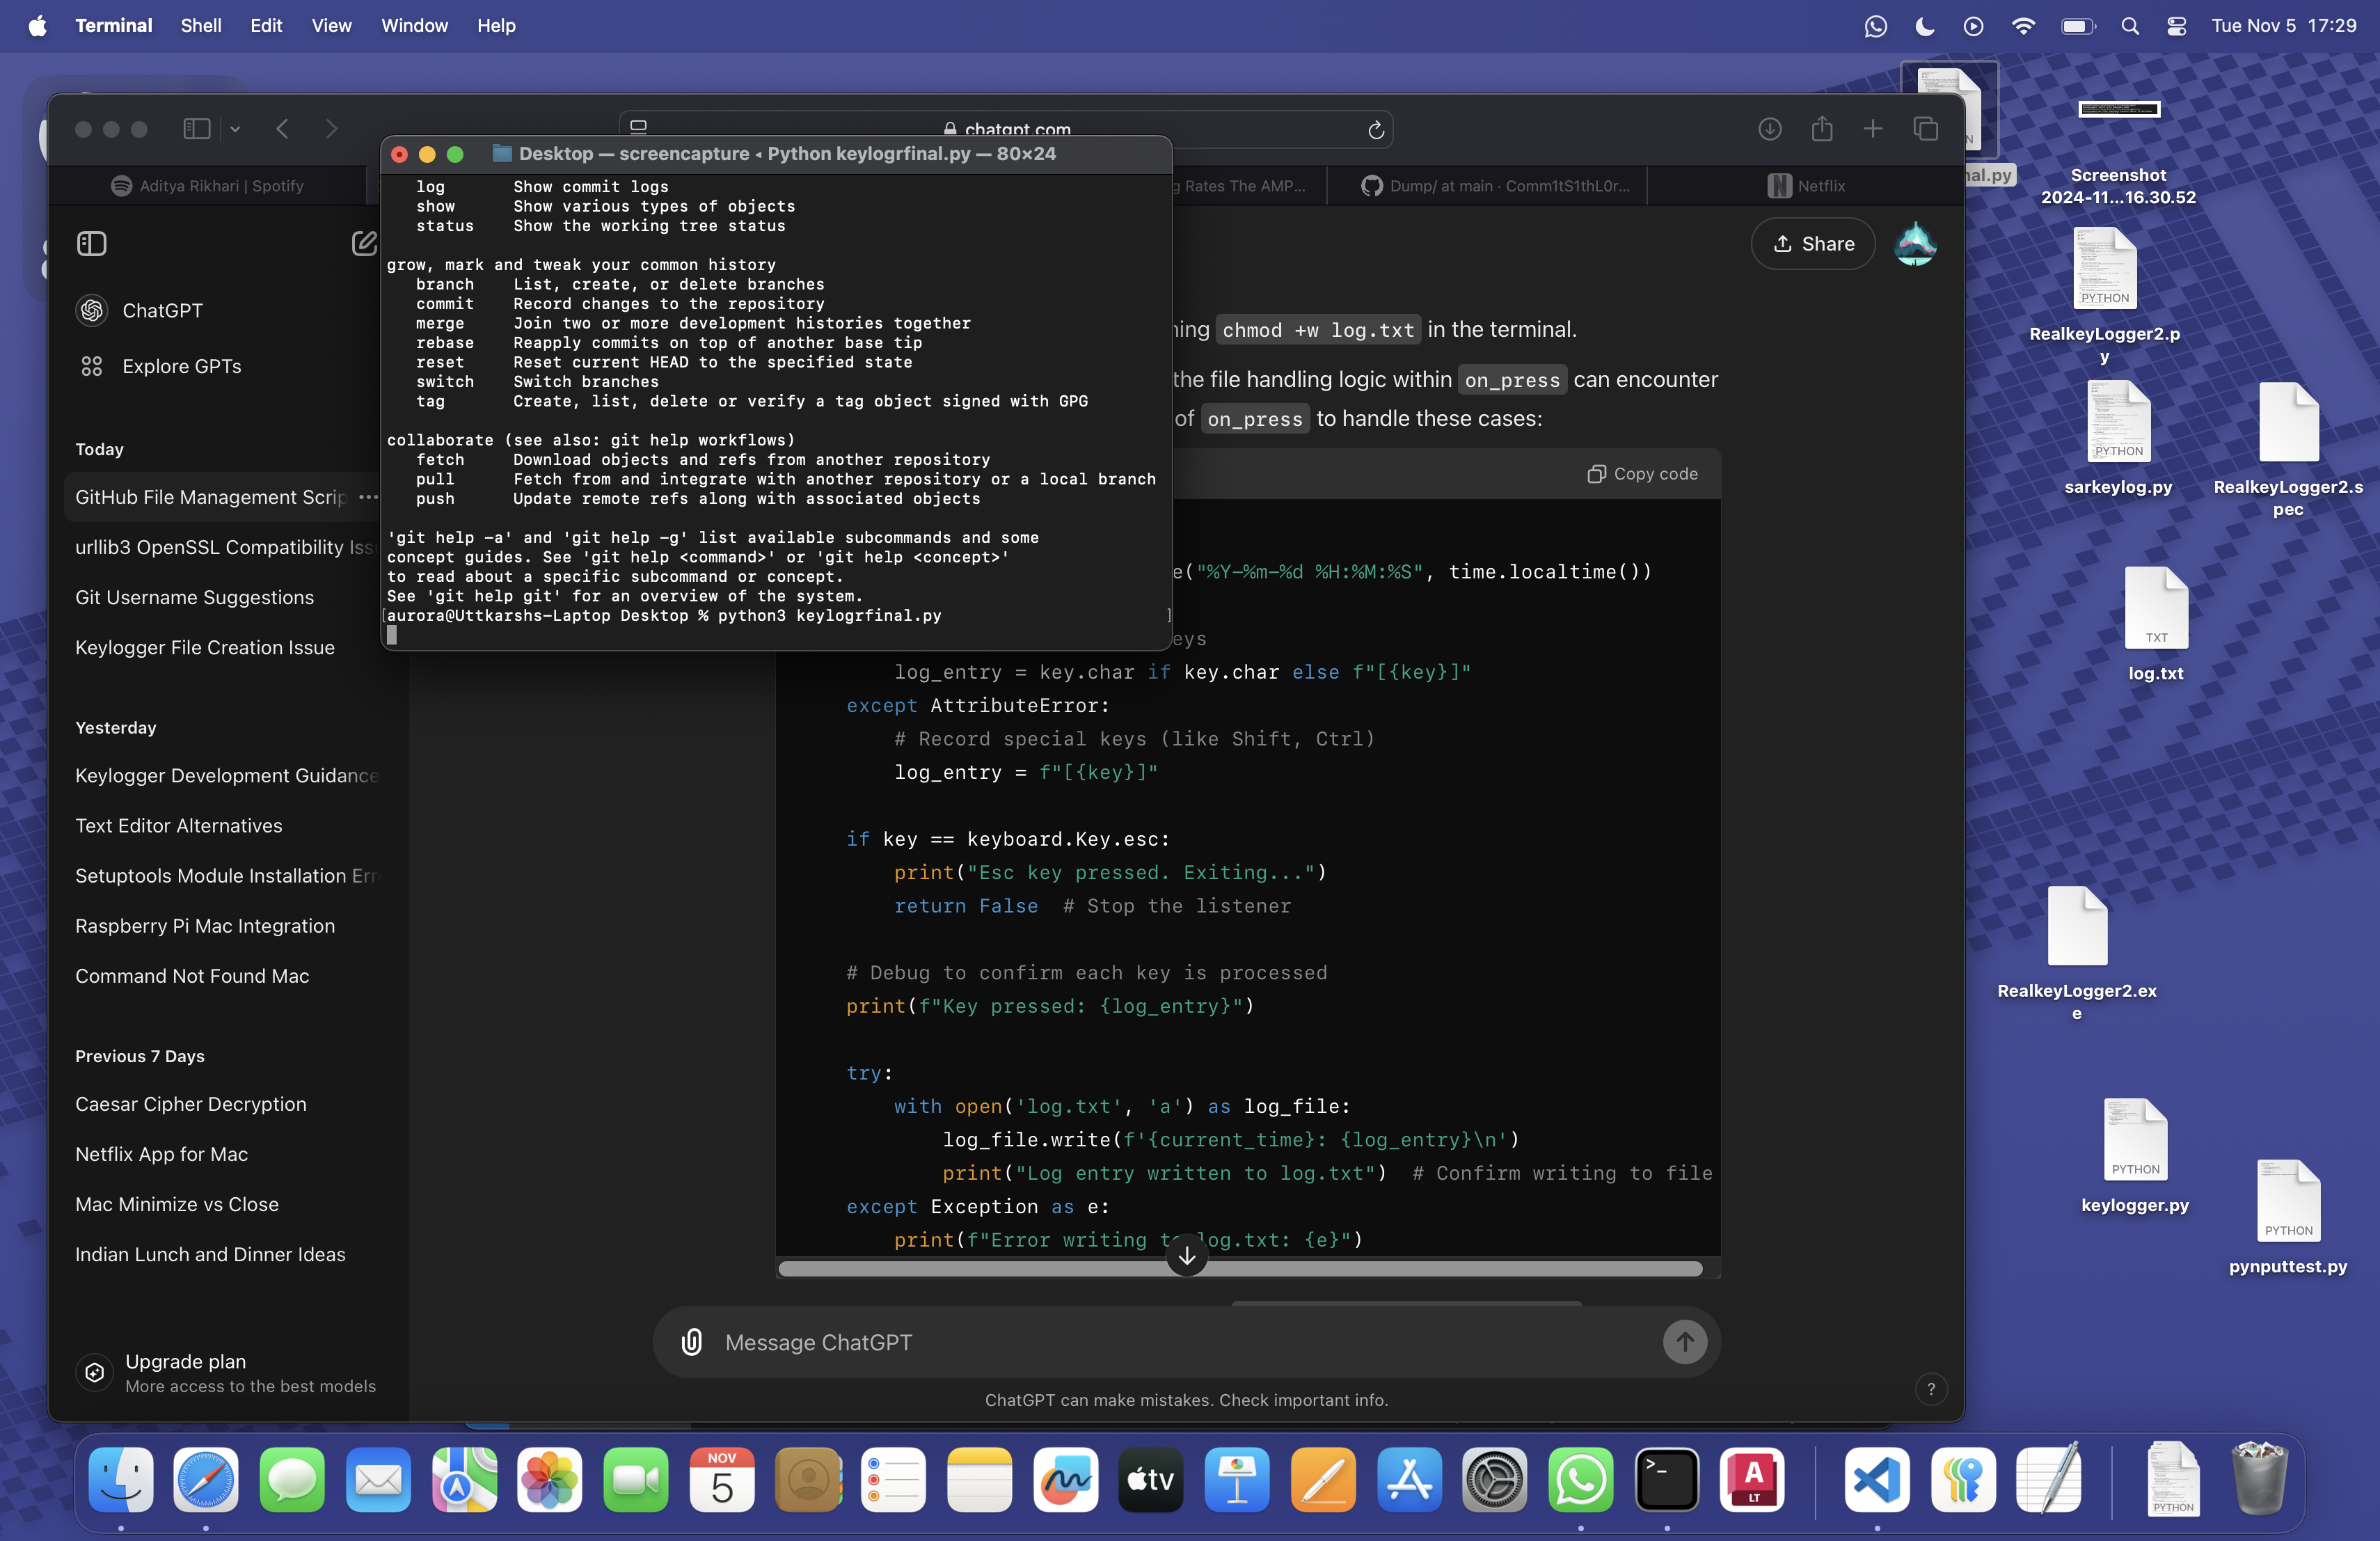 Terminal Shell Edit View Window Help
Tue Nov 5 17:29
chatgpt.com
Aditya Rikhari | Spotify
g Rates The AMP...
Dump/ at main · Comm1tS1thL0r...
Netflix
Desktop — screencapture ◂ Python keylogrfinal.py — 80×24
log Show commit logs
show Show various types of objects
status Show the working tree status
grow, mark and tweak your common history
branch List, create, or delete branches
commit Record changes to the repository
merge Join two or more development histories together
rebase Reapply commits on top of another base tip
reset Reset current HEAD to the specified state
switch Switch branches
tag Create, list, delete or verify a tag object signed with GPG
collaborate (see also: git help workflows)
fetch Download objects and refs from another repository
pull Fetch from and integrate with another repository or a local branch
push Update remote refs along with associated objects
'git help -a' and 'git help -g' list available subcommands and some
concept guides. See 'git help <command>' or 'git help <concept>'
to read about a specific subcommand or concept.
See 'git help git' for an overview of the system.
[aurora@Uttkarshs-Laptop Desktop % python3 keylogrfinal.py ]
ChatGPT
Explore GPTs
Today
GitHub File Management Scrip
urllib3 OpenSSL Compatibility Issu
Git Username Suggestions
Keylogger File Creation Issue
Yesterday
Keylogger Development Guidance
Text Editor Alternatives
Setuptools Module Installation Err
Raspberry Pi Mac Integration
Command Not Found Mac
Previous 7 Days
Caesar Cipher Decryption
Netflix App for Mac
Mac Minimize vs Close
Indian Lunch and Dinner Ideas
Upgrade plan
More access to the best models
Share
ning chmod +w log.txt in the terminal.
the file handling logic within on_press can encounter
of on_press to handle these cases:
Copy code
e("%Y-%m-%d %H:%M:%S", time.localtime())
eys
log_entry = key.char if key.char else f"[{key}]"
except AttributeError:
# Record special keys (like Shift, Ctrl)
log_entry = f"[{key}]"
if key == keyboard.Key.esc:
print("Esc key pressed. Exiting...")
return False # Stop the listener
# Debug to confirm each key is processed
print(f"Key pressed: {log_entry}")
try:
with open('log.txt', 'a') as log_file:
log_file.write(f'{current_time}: {log_entry}\n')
print("Log entry written to log.txt") # Confirm writing to file
except Exception as e:
print(f"Error writing to log.txt: {e}")
Message ChatGPT
ChatGPT can make mistakes. Check important info.
?
N
nal.py
Screenshot
2024-11...16.30.52
PYTHON
RealkeyLogger2.p
y
PYTHON
sarkeylog.py
RealkeyLogger2.s
pec
TXT
log.txt
RealkeyLogger2.ex
e
PYTHON
keylogger.py
PYTHON
pynputtest.py
NOV
5
tv
>_
A
LT
PYTHON